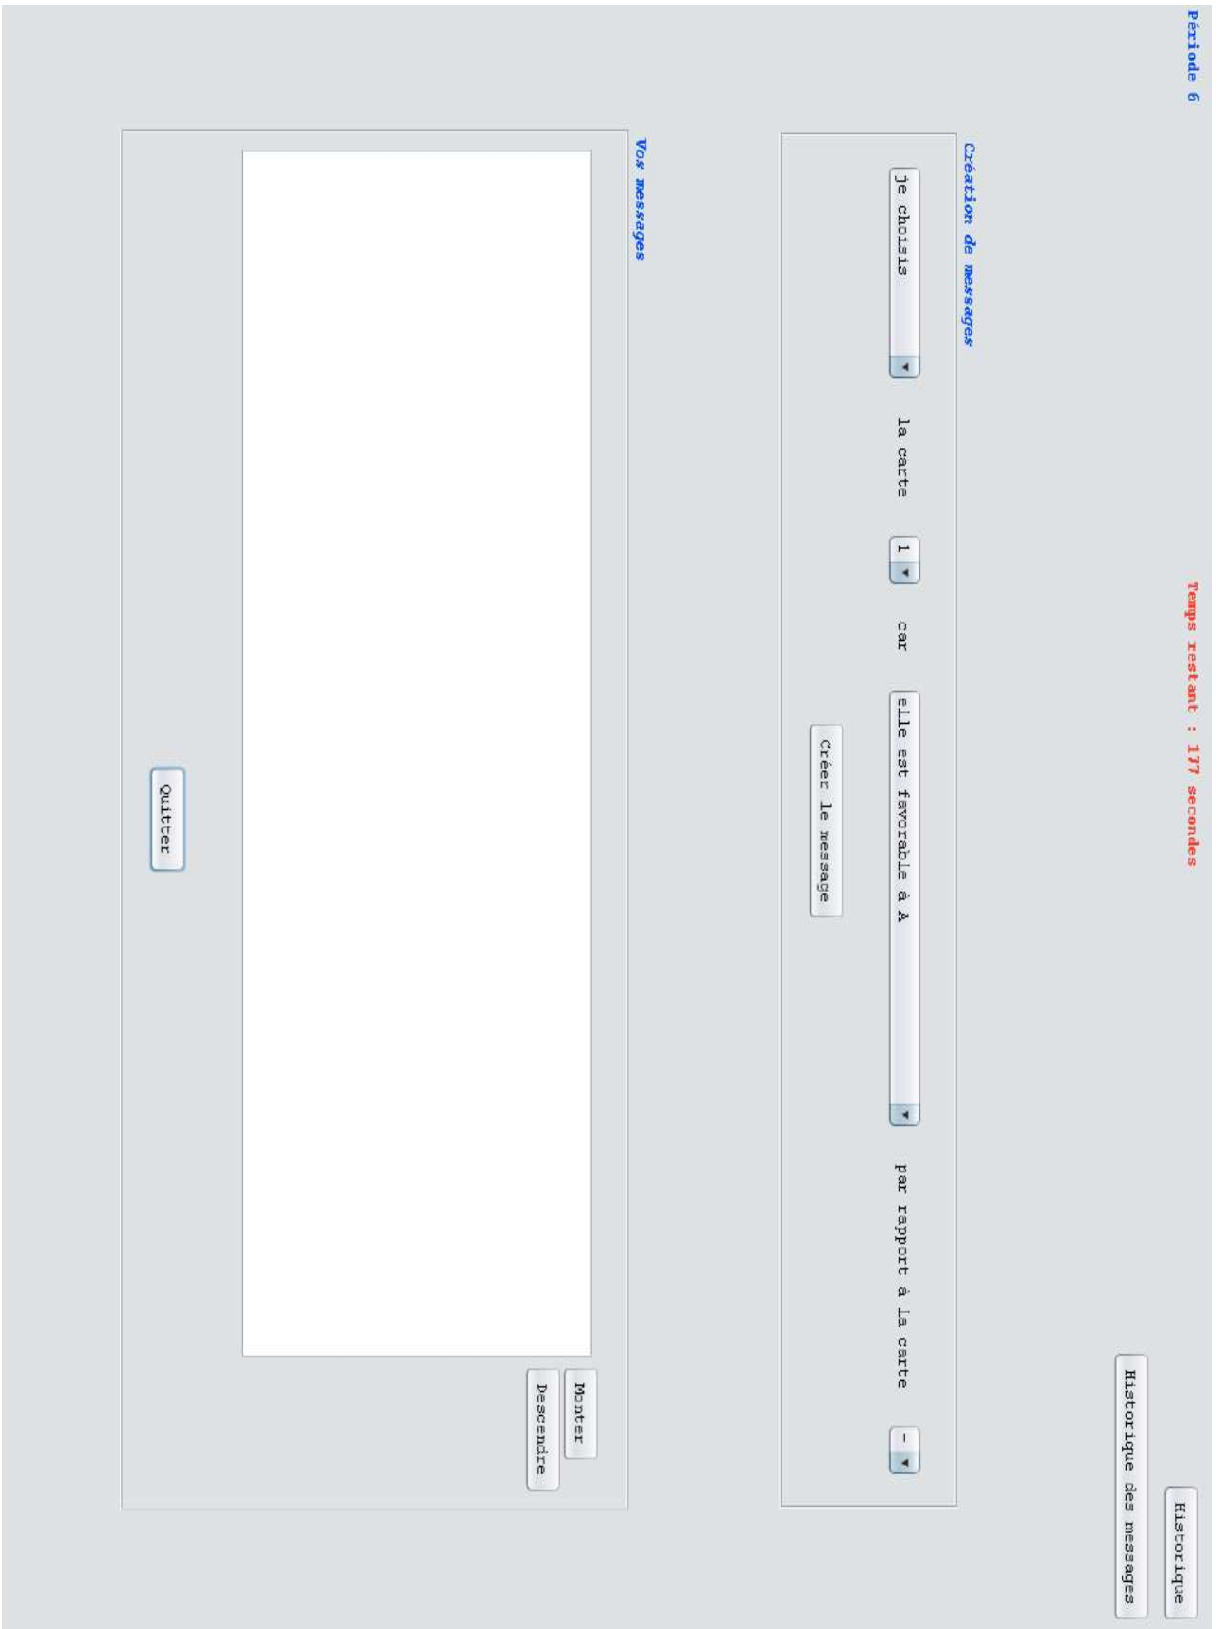 Période 6
Temps restant : 177 secondes
Historique
Historique des messages
Création de messages
je choisis la carte 1 car elle est favorable à A par rapport à la carte -
Créer le message
Vos messages
Monter
Descendre
Quitter